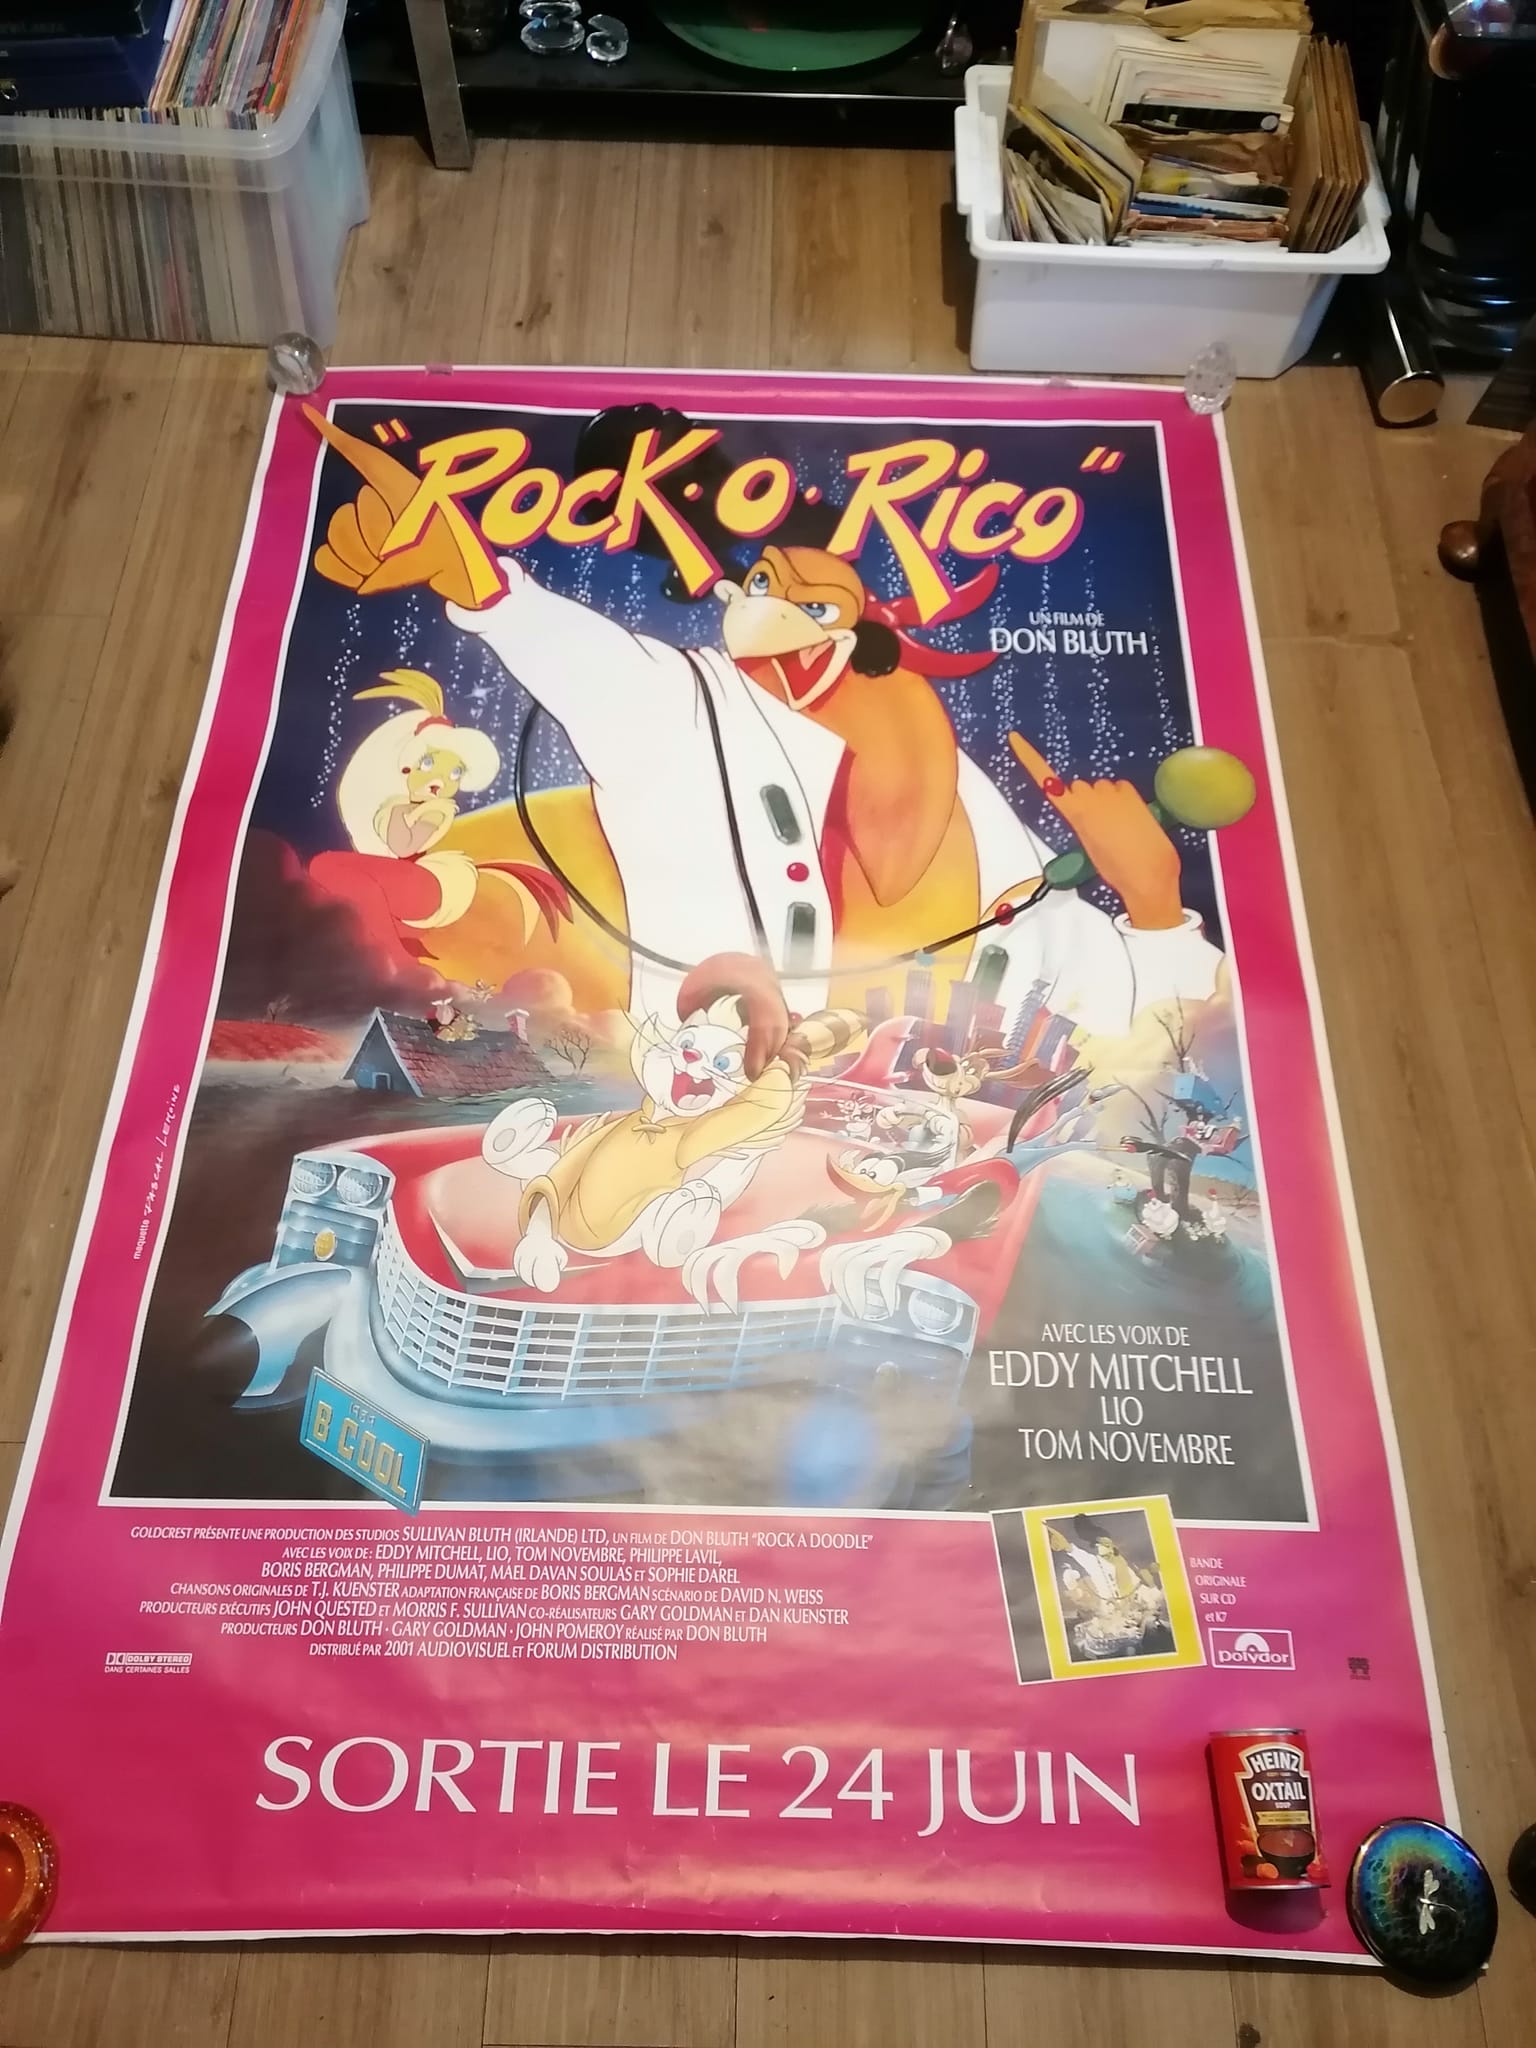 "Rock·o·Rico"
UN FILM DE
DON BLUTH
maquette PASCAL LEMOINE
AVEC LES VOIX DE
EDDY MITCHELL
LIO
TOM NOVEMBRE
1959
B COOL
GOLDCREST PRÉSENTE UNE PRODUCTION DES STUDIOS SULLIVAN BLUTH (IRLANDE) LTD, UN FILM DE DON BLUTH "ROCK A DOODLE"
AVEC LES VOIX DE: EDDY MITCHELL, LIO, TOM NOVEMBRE, PHILIPPE LAVIL,
BORIS BERGMAN, PHILIPPE DUMAT, MAEL DAVAN SOULAS ET SOPHIE DAREL
CHANSONS ORIGINALES DE T.J. KUENSTER ADAPTATION FRANÇAISE DE BORIS BERGMAN SCÉNARIO DE DAVID N. WEISS
PRODUCTEURS EXÉCUTIFS JOHN QUESTED ET MORRIS F. SULLIVAN CO-RÉALISATEURS GARY GOLDMAN ET DAN KUENSTER
PRODUCTEURS DON BLUTH · GARY GOLDMAN · JOHN POMEROY RÉALISÉ PAR DON BLUTH
DISTRIBUÉ PAR 2001 AUDIOVISUEL ET FORUM DISTRIBUTION
DOLBY STEREO
DANS CERTAINES SALLES
BANDE
ORIGINALE
SUR CD
et K7
polydor
SORTIE LE 24 JUIN
HEINZ
OXTAIL
SOUP